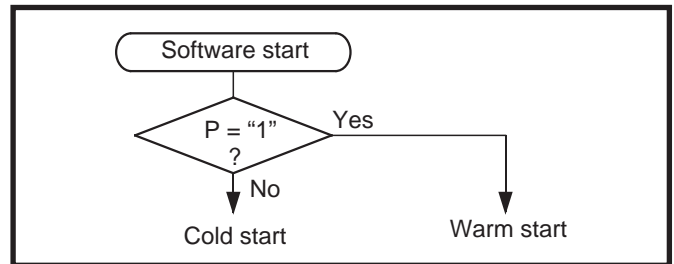 Software start
P = “1”
?
Yes
No
Cold start
Warm start